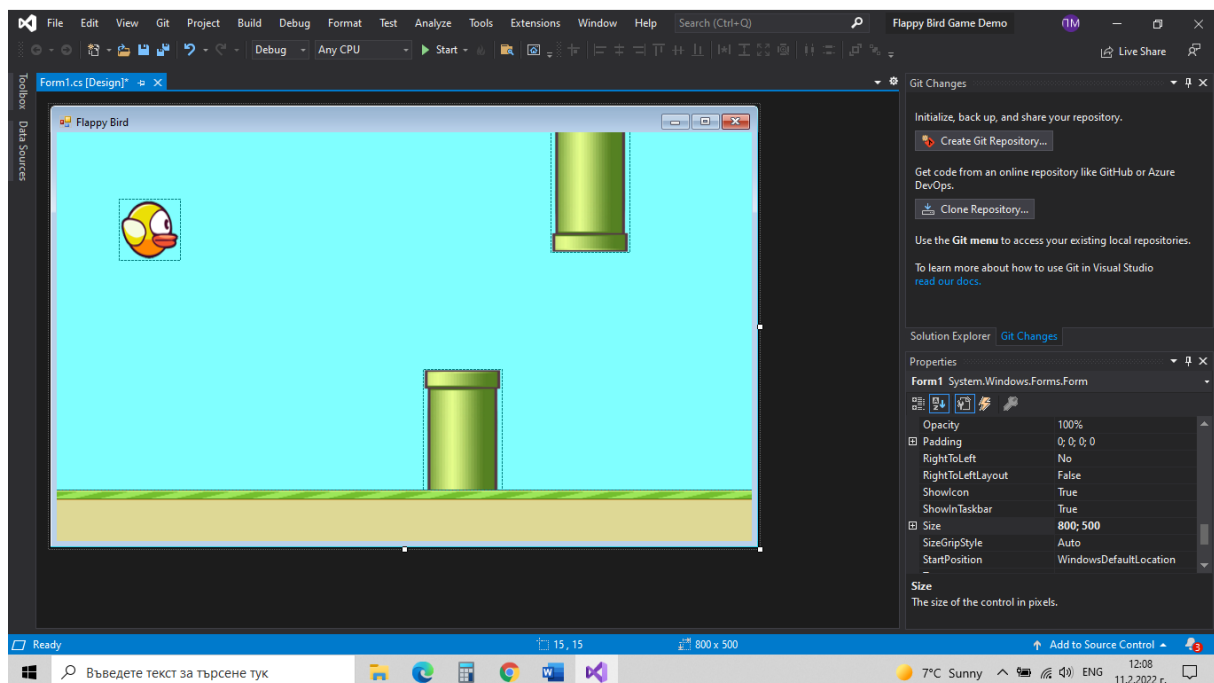 File Edit View Git Project Build Debug Format Test Analyze Tools Extensions Window Help Search (Ctrl+Q) Flappy Bird Game Demo ПМ
Debug Any CPU Start Live Share
Toolbox
Data Sources
Form1.cs [Design]*
Flappy Bird
Git Changes
Initialize, back up, and share your repository.
Create Git Repository...
Get code from an online repository like GitHub or Azure
DevOps.
Clone Repository...
Use the Git menu to access your existing local repositories.
To learn more about how to use Git in Visual Studio
read our docs.
Solution Explorer Git Changes
Properties
Form1 System.Windows.Forms.Form
Opacity 100%
Padding 0; 0; 0; 0
RightToLeft No
RightToLeftLayout False
ShowIcon True
ShowInTaskbar True
Size 800; 500
SizeGripStyle Auto
StartPosition WindowsDefaultLocation
Size
The size of the control in pixels.
Ready 15 , 15 800 x 500 Add to Source Control 3
Въведете текст за търсене тук 7°C Sunny ENG 12:08
11.2.2022 г.